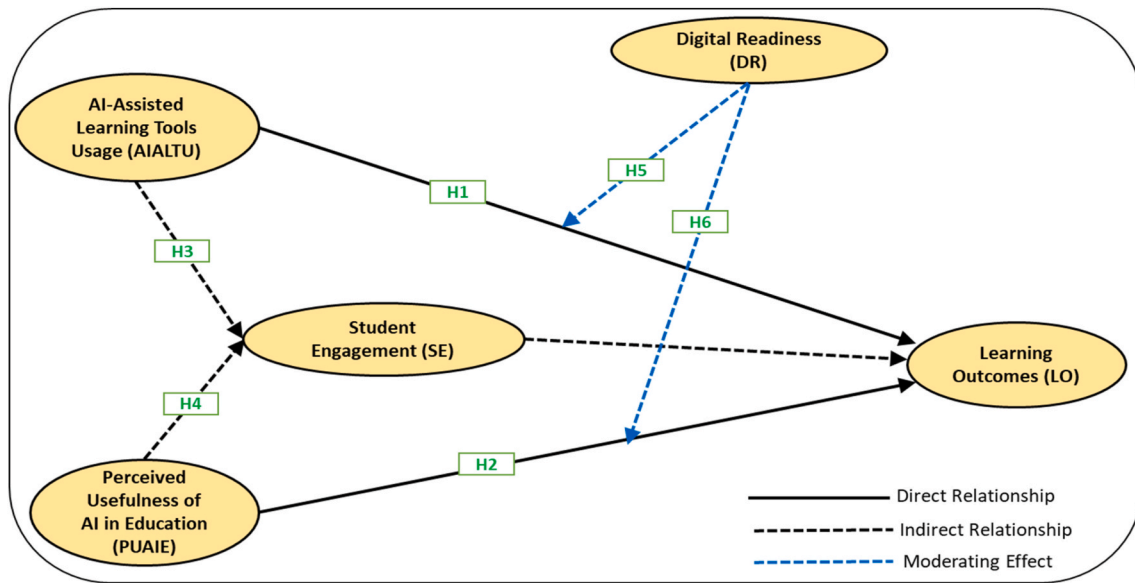 Digital Readiness
(DR)
AI-Assisted
Learning Tools
Usage (AIALTU)
H1
H5
H6
H3
Student
Engagement (SE)
Learning
Outcomes (LO)
H4
H2
Perceived
Usefulness of
AI in Education
(PUAIE)
Direct Relationship
Indirect Relationship
Moderating Effect